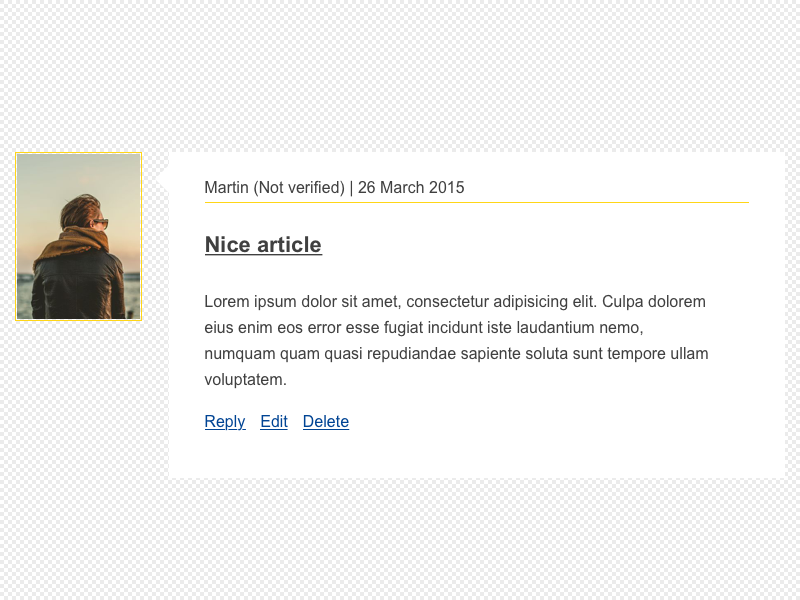 Martin (Not verified) | 26 March 2015
Nice article
Lorem ipsum dolor sit amet, consectetur adipisicing elit. Culpa dolorem
eius enim eos error esse fugiat incidunt iste laudantium nemo,
numquam quam quasi repudiandae sapiente soluta sunt tempore ullam
voluptatem.
Reply Edit Delete